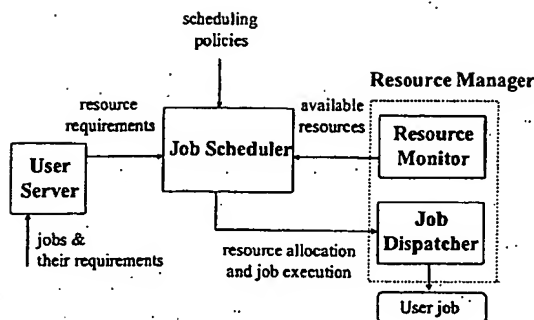 scheduling
policies
Resource Manager
resource
requirements
available
resources
Job Scheduler
Resource
Monitor
User
Server
Job
Dispatcher
jobs &
their requirements
resource allocation
and job execution
User job